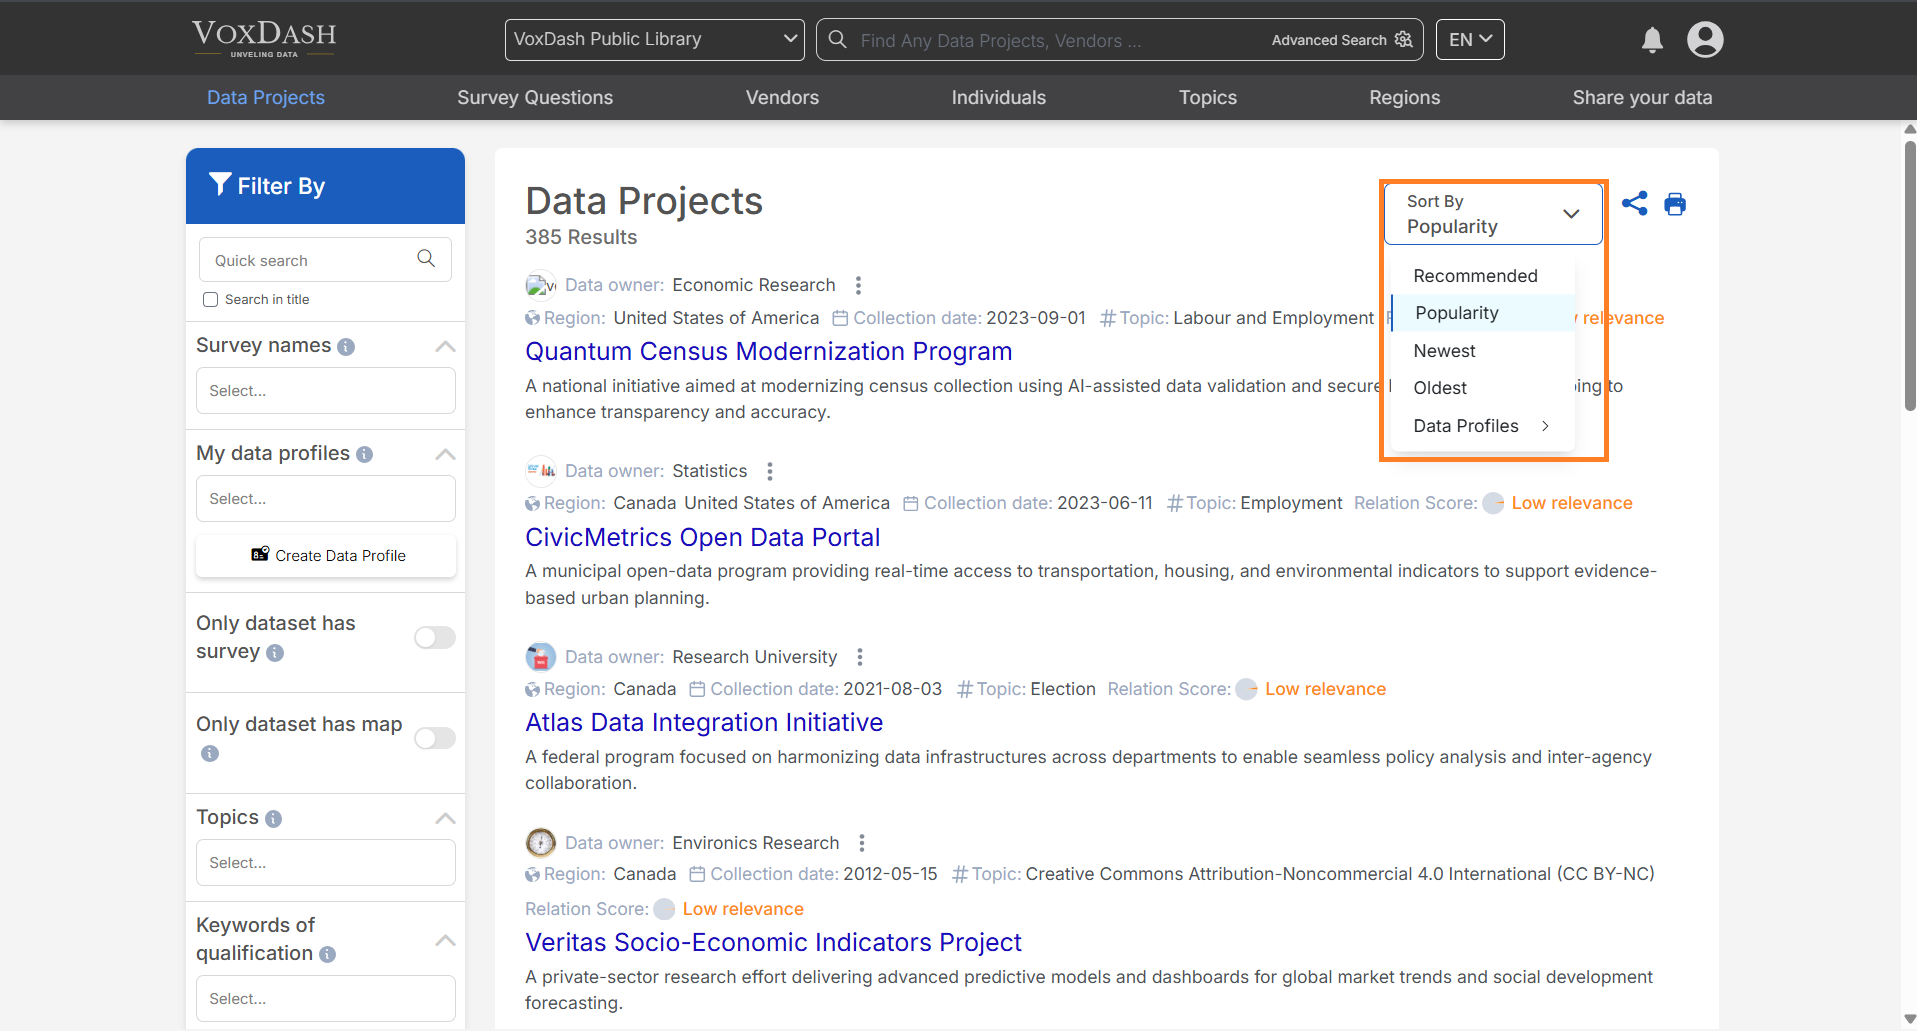 VOXDASH
UNVELING DATA
VoxDash Public Library
Find Any Data Projects, Vendors ...
Advanced Search
EN
Data Projects
Survey Questions
Vendors
Individuals
Topics
Regions
Share your data
Filter By
Quick search
Search in title
Survey names
Select...
My data profiles
Select...
Create Data Profile
Only dataset has
survey
Only dataset has map
Topics
Select...
Keywords of
qualification
Select...
Data Projects
385 Results
Sort By
Popularity
Recommended
Popularity
Newest
Oldest
Data Profiles
Data owner: Economic Research
Region: United States of America Collection date: 2023-09-01 # Topic: Labour and Employment relevance
Quantum Census Modernization Program
A national initiative aimed at modernizing census collection using AI-assisted data validation and secure to
enhance transparency and accuracy.
Data owner: Statistics
Region: Canada United States of America Collection date: 2023-06-11 # Topic: Employment Relation Score: Low relevance
CivicMetrics Open Data Portal
A municipal open-data program providing real-time access to transportation, housing, and environmental indicators to support evidence-
based urban planning.
Data owner: Research University
Region: Canada Collection date: 2021-08-03 # Topic: Election Relation Score: Low relevance
Atlas Data Integration Initiative
A federal program focused on harmonizing data infrastructures across departments to enable seamless policy analysis and inter-agency
collaboration.
Data owner: Environics Research
Region: Canada Collection date: 2012-05-15 # Topic: Creative Commons Attribution-Noncommercial 4.0 International (CC BY-NC)
Relation Score: Low relevance
Veritas Socio-Economic Indicators Project
A private-sector research effort delivering advanced predictive models and dashboards for global market trends and social development
forecasting.